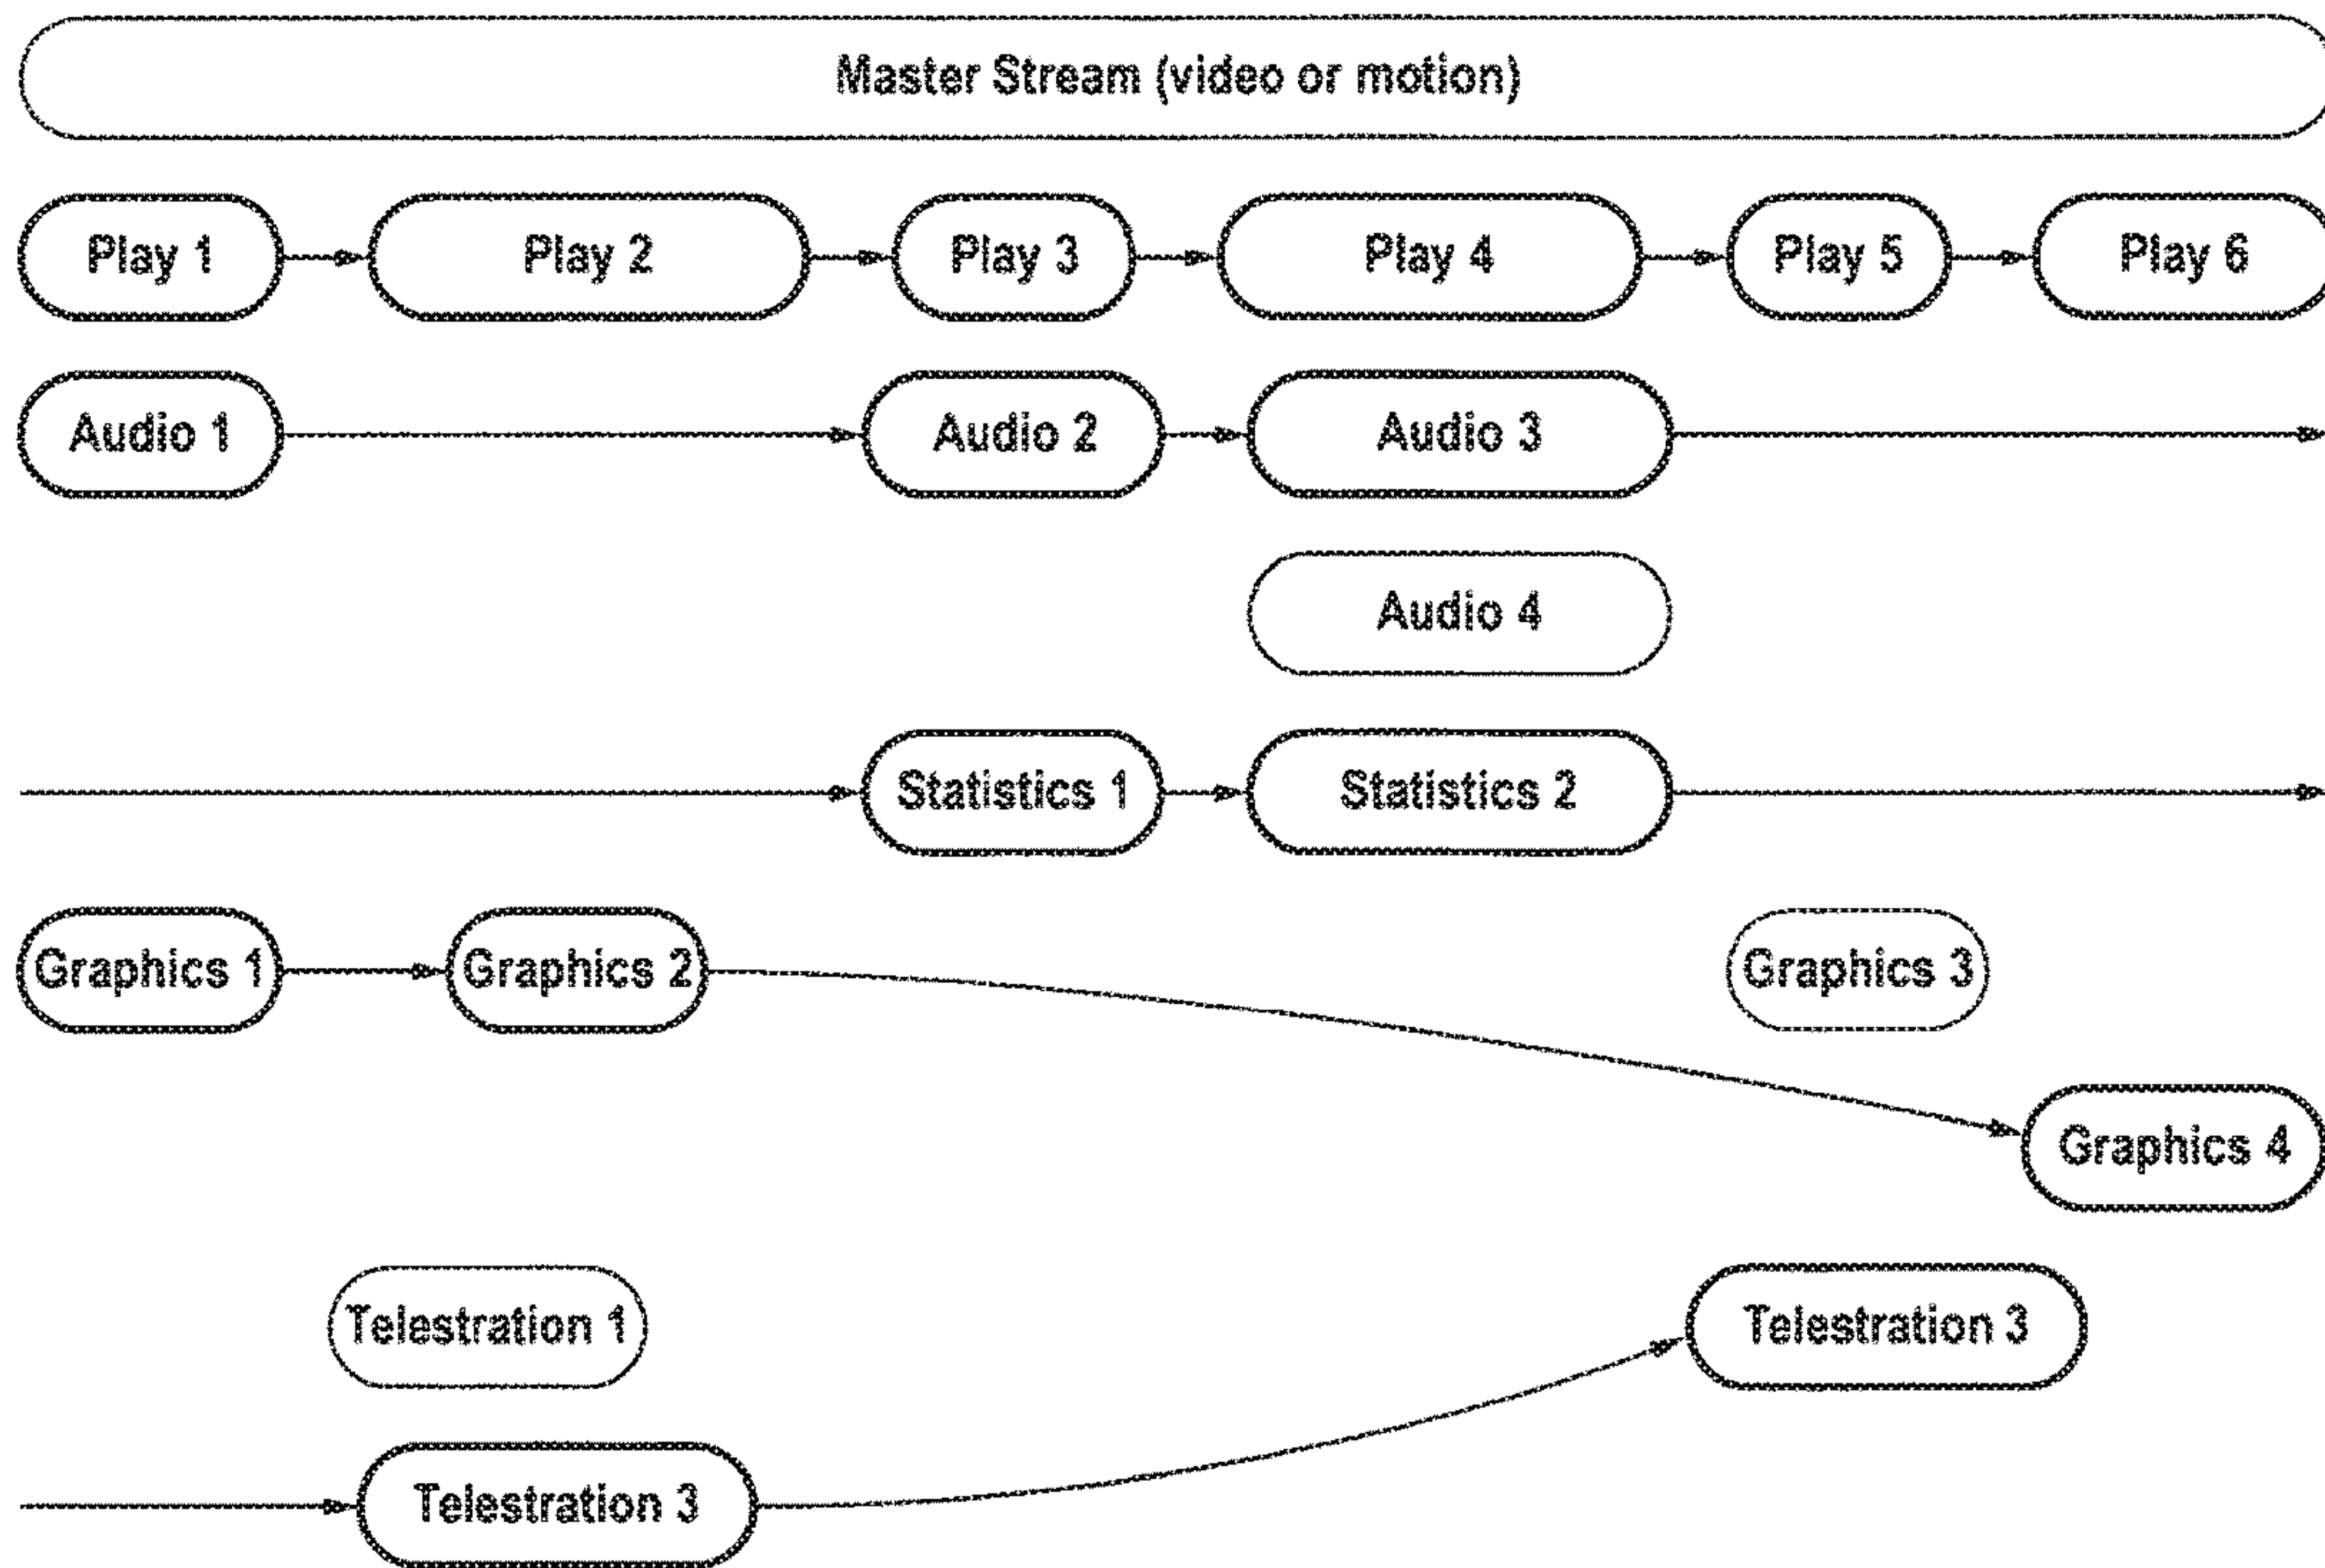 Master Stream (video or motion)
Play 1 Play 2 Play 3 Play 4 Play 5 Play 6
Audio 1 Audio 2 Audio 3
Audio 4
Statistics 1 Statistics 2
Graphics 1 Graphics 2 Graphics 3
Graphics 4
Telestration 1 Telestration 3
Telestration 3